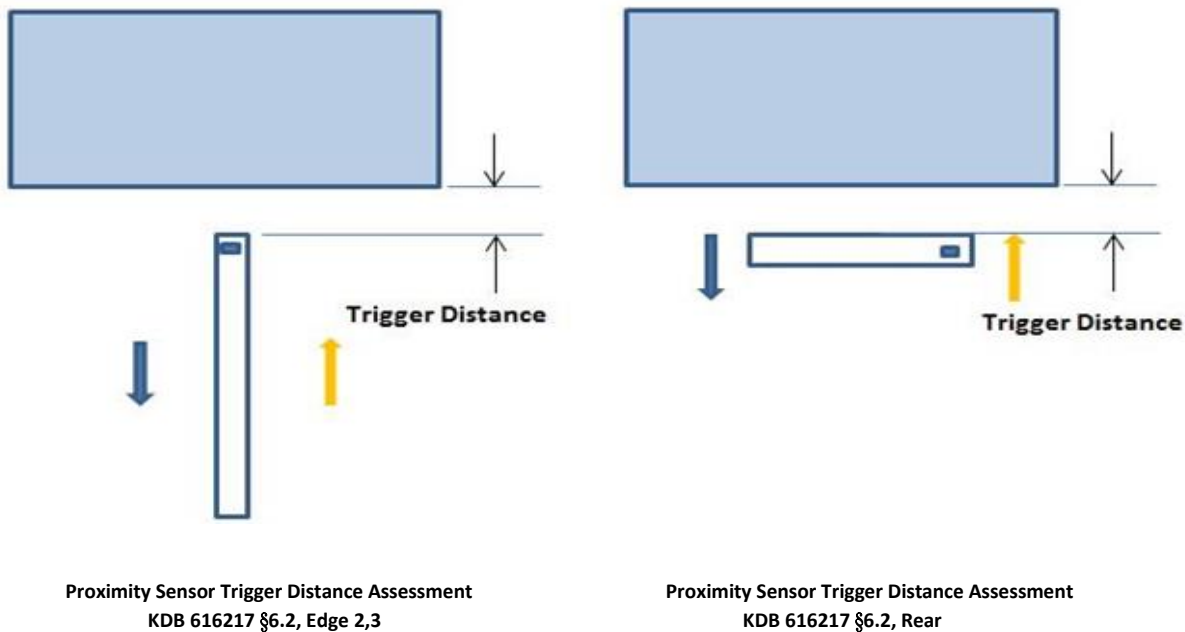 Trigger Distance
Trigger Distance
Proximity Sensor Trigger Distance Assessment
KDB 616217 §6.2, Edge 2,3
Proximity Sensor Trigger Distance Assessment
KDB 616217 §6.2, Rear